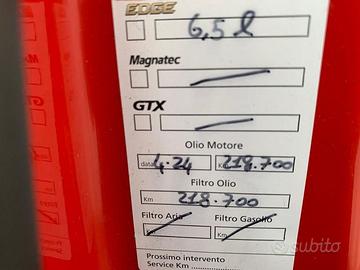 EDGE
6,5 l
Magnatec
GTX
Olio Motore
data 4.24 Km 218.700
Filtro Olio
Km 218.700
Filtro Aria Filtro Gasolio
Km Km
Prossimo intervento
Service Km
subito